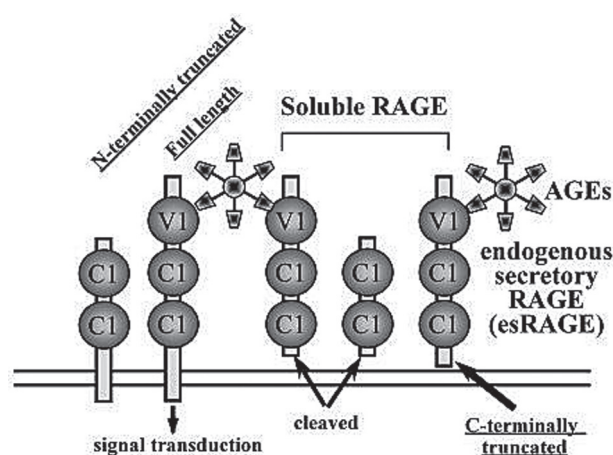 N-terminally truncated
Full length
Soluble RAGE
AGEs
V1
V1
V1
endogenous
secretory
RAGE
(esRAGE)
C1
C1
C1
C1
C1
C1
C1
C1
C1
C1
cleaved
signal transduction
C-terminally
truncated